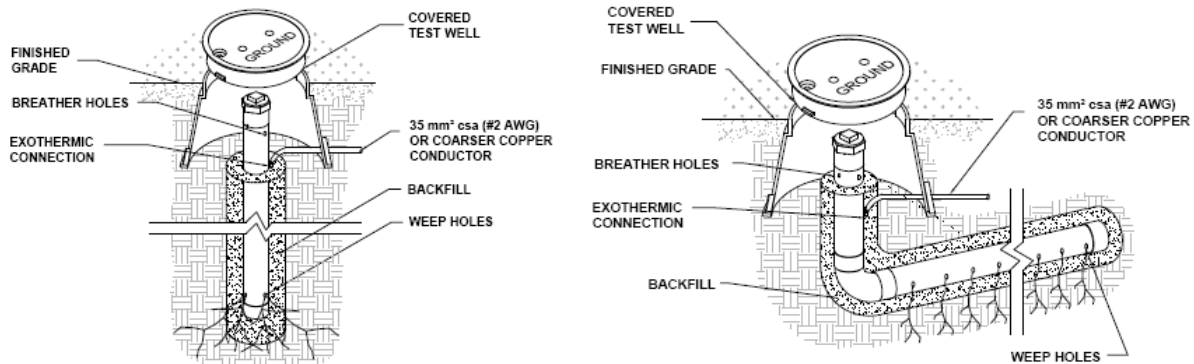 COVERED
TEST WELL
FINISHED
GRADE
GROUND
BREATHER HOLES
EXOTHERMIC
CONNECTION
35 mm² csa (#2 AWG)
OR COARSER COPPER
CONDUCTOR
BACKFILL
WEEP HOLES
COVERED
TEST WELL
FINISHED GRADE
GROUND
35 mm² csa (#2 AWG)
OR COARSER COPPER
CONDUCTOR
BREATHER HOLES
EXOTHERMIC
CONNECTION
BACKFILL
WEEP HOLES